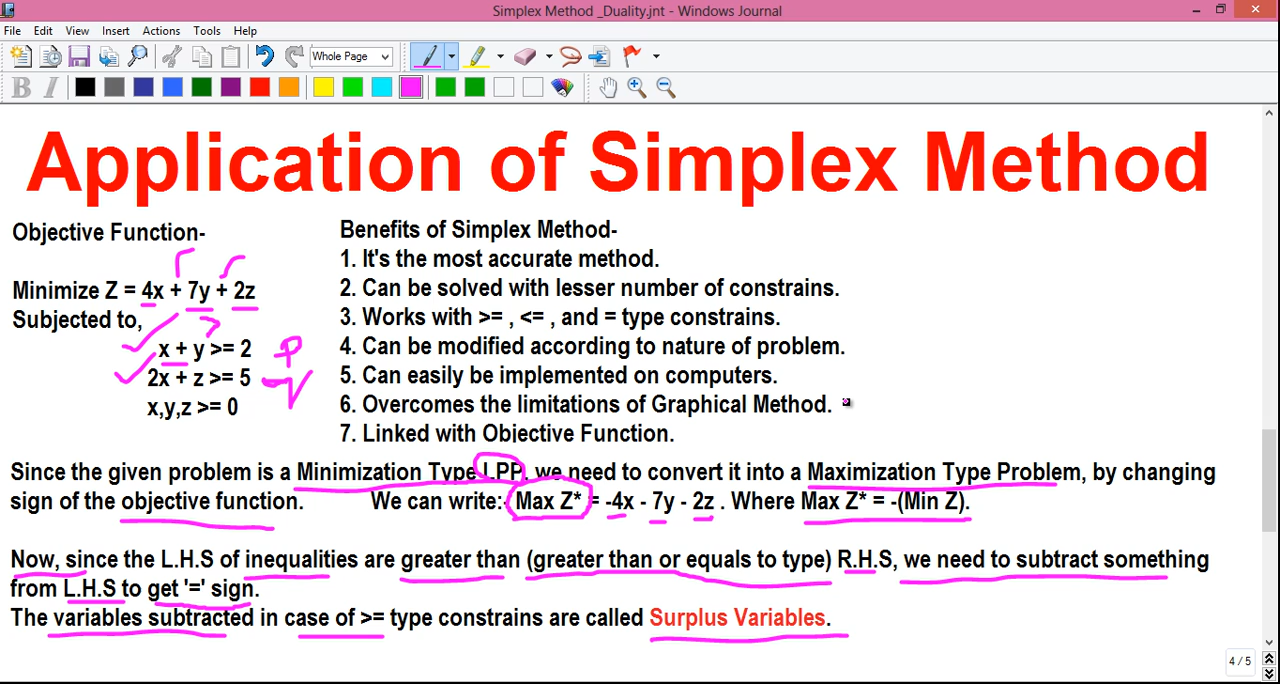 Simplex Method _Duality.jnt - Windows Journal
File Edit View Insert Actions Tools Help
Whole Page
B I
Application of Simplex Method
Objective Function-
Minimize Z = 4x + 7y + 2z
Subjected to,
x + y >= 2
2x + z >= 5
x,y,z >= 0
Benefits of Simplex Method-
1. It's the most accurate method.
2. Can be solved with lesser number of constrains.
3. Works with >= , <= , and = type constrains.
4. Can be modified according to nature of problem.
5. Can easily be implemented on computers.
6. Overcomes the limitations of Graphical Method.
7. Linked with Objective Function.
Since the given problem is a Minimization Type LPP, we need to convert it into a Maximization Type Problem, by changing
sign of the objective function. We can write:- Max Z* = -4x - 7y - 2z . Where Max Z* = -(Min Z).
Now, since the L.H.S of inequalities are greater than (greater than or equals to type) R.H.S, we need to subtract something
from L.H.S to get '=' sign.
The variables subtracted in case of >= type constrains are called Surplus Variables.
4 / 5